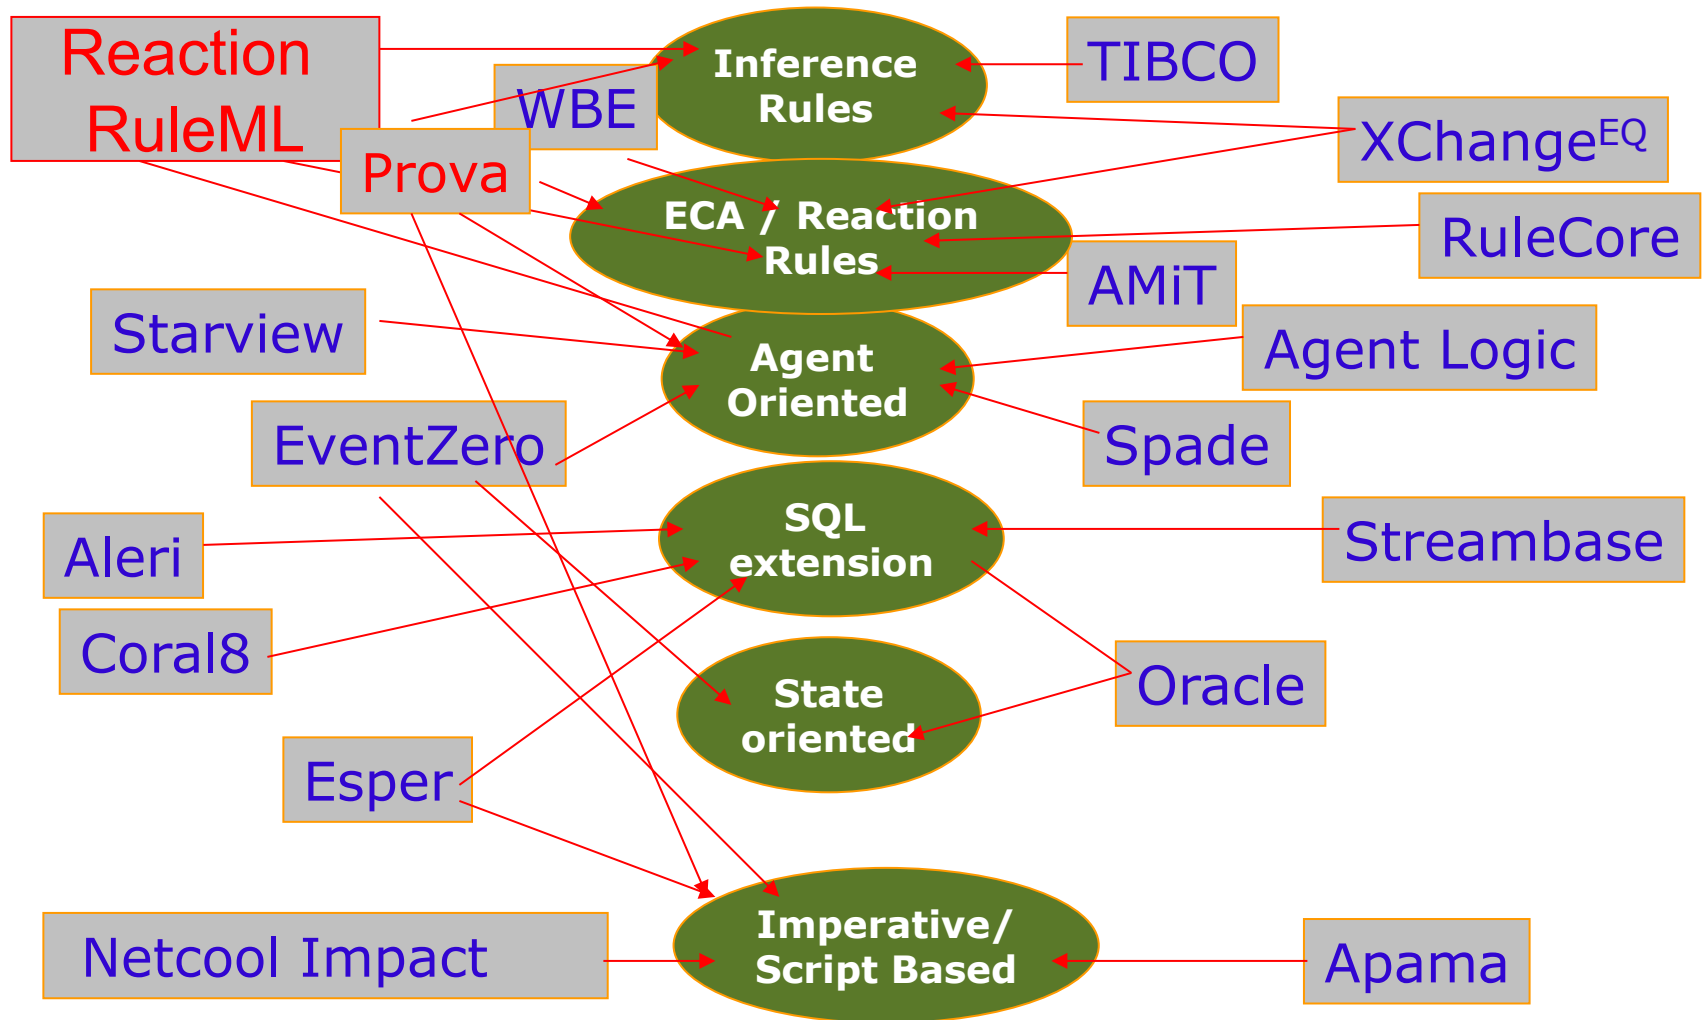 Reaction
RuleML
WBE
Prova
Inference
Rules
TIBCO
XChangeEQ
ECA / Reaction
Rules
RuleCore
AMiT
Starview
Agent
Oriented
Agent Logic
EventZero
Spade
Aleri
SQL
extension
Streambase
Coral8
State
oriented
Oracle
Esper
Netcool Impact
Imperative/
Script Based
Apama